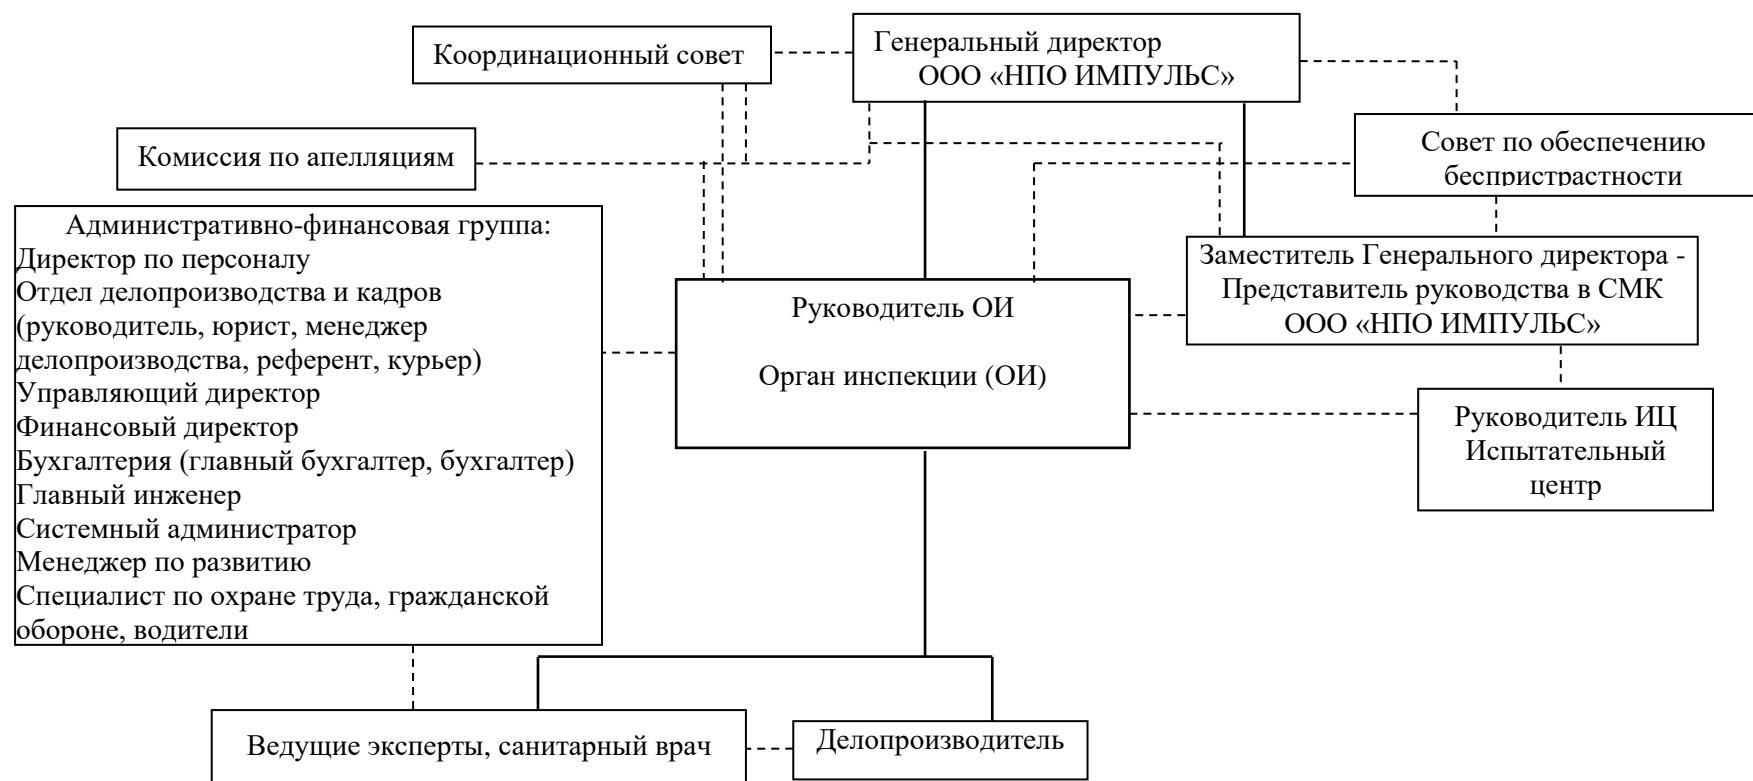 Координационный совет
Генеральный директор
ООО «НПО ИМПУЛЬС»
Комиссия по апелляциям
Совет по обеспечению
беспристрастности
Административно-финансовая группа:
Директор по персоналу
Отдел делопроизводства и кадров
(руководитель, юрист, менеджер
делопроизводства, референт, курьер)
Управляющий директор
Финансовый директор
Бухгалтерия (главный бухгалтер, бухгалтер)
Главный инженер
Системный администратор
Менеджер по развитию
Специалист по охране труда, гражданской
обороне, водители
Руководитель ОИ
Орган инспекции (ОИ)
Заместитель Генерального директора -
Представитель руководства в СМК
ООО «НПО ИМПУЛЬС»
Руководитель ИЦ
Испытательный
центр
Ведущие эксперты, санитарный врач
Делопроизводитель